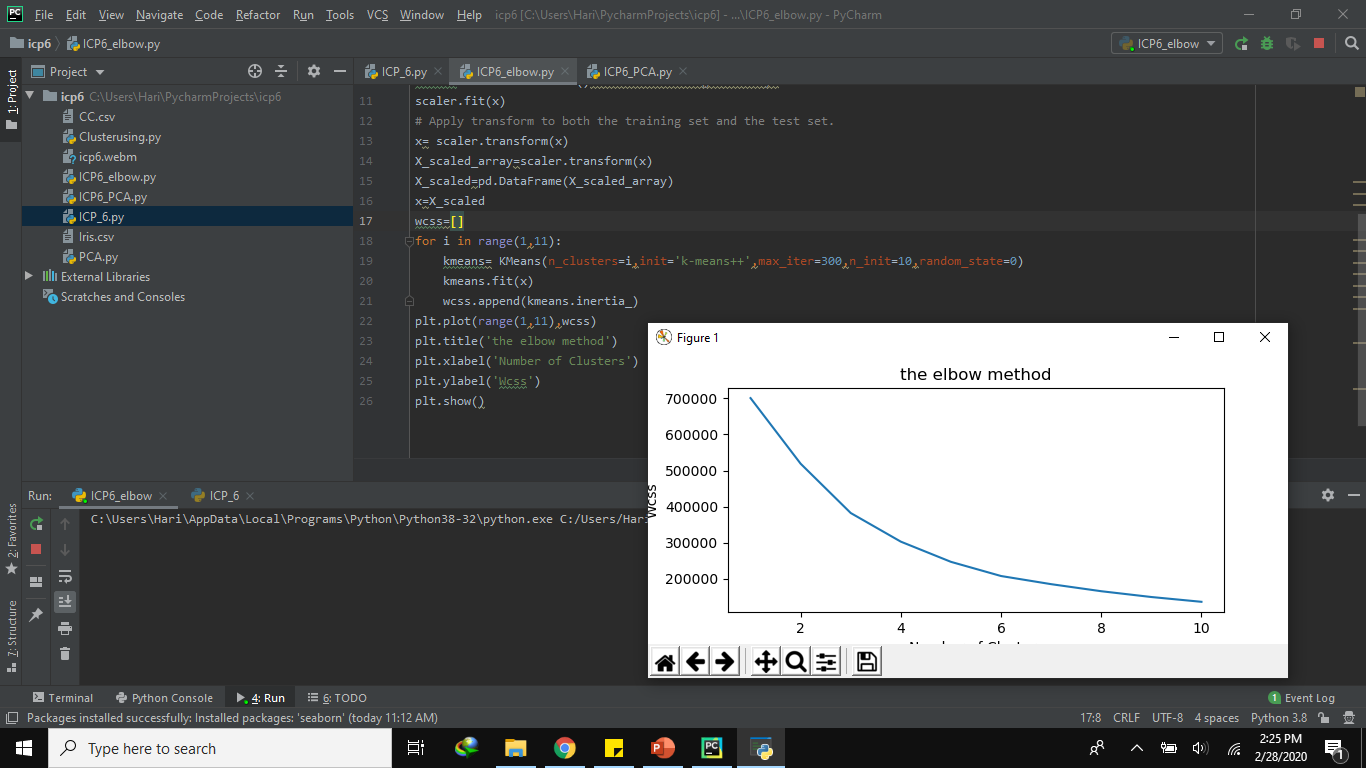 File Edit View Navigate Code Refactor Run Tools VCS Window Help icp6 [C:\Users\Hari\PycharmProjects\icp6] - ...\ICP6_elbow.py - PyCharm
icp6 ICP6_elbow.py
ICP6_elbow
1: Project
Project
ICP_6.py ICP6_elbow.py ICP6_PCA.py
icp6 C:\Users\Hari\PycharmProjects\icp6
CC.csv
Clusterusing.py
icp6.webm
ICP6_elbow.py
ICP6_PCA.py
ICP_6.py
Iris.csv
PCA.py
External Libraries
Scratches and Consoles
11 scaler.fit(x)
12 # Apply transform to both the training set and the test set.
13 x= scaler.transform(x)
14 X_scaled_array=scaler.transform(x)
15 X_scaled=pd.DataFrame(X_scaled_array)
16 x=X_scaled
17 wcss=[]
18 for i in range(1,11):
19 kmeans= KMeans(n_clusters=i,init='k-means++',max_iter=300,n_init=10,random_state=0)
20 kmeans.fit(x)
21 wcss.append(kmeans.inertia_)
22 plt.plot(range(1,11),wcss)
23 plt.title('the elbow method')
24 plt.xlabel('Number of Clusters')
25 plt.ylabel('Wcss')
26 plt.show()
Figure 1
the elbow method
700000
600000
500000
400000
300000
200000
Wcss
2 4 6 8 10
Run: ICP6_elbow ICP_6
C:\Users\Hari\AppData\Local\Programs\Python\Python38-32\python.exe C:/Users/Hari
2: Favorites
7: Structure
Terminal Python Console 4: Run 6: TODO 1 Event Log
Packages installed successfully: Installed packages: 'seaborn' (today 11:12 AM) 17:8 CRLF UTF-8 4 spaces Python 3.8
Type here to search
2:25 PM
2/28/2020
1